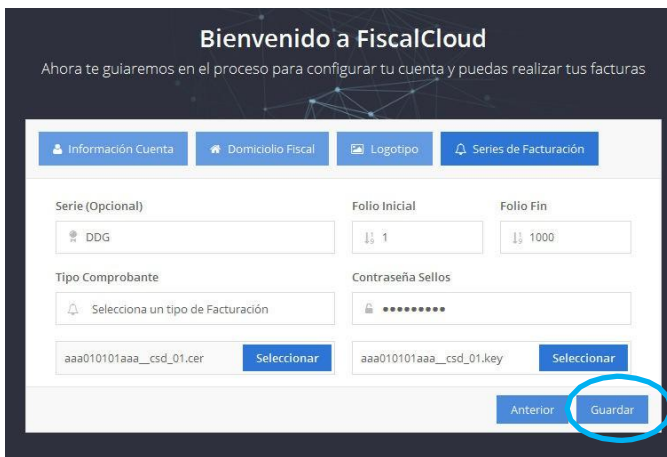 Bienvenido a FiscalCloud
Ahora te guiaremos en el proceso para configurar tu cuenta y puedas realizar tus facturas
Información Cuenta
Domiciolio Fiscal
Logotipo
Series de Facturación
Serie (Opcional)
Folio Inicial
Folio Fin
DDG
1
1000
Tipo Comprobante
Contraseña Sellos
Selecciona un tipo de Facturación
•••••••••
aaa010101aaa__csd_01.cer
Seleccionar
aaa010101aaa__csd_01.key
Seleccionar
Anterior
Guardar